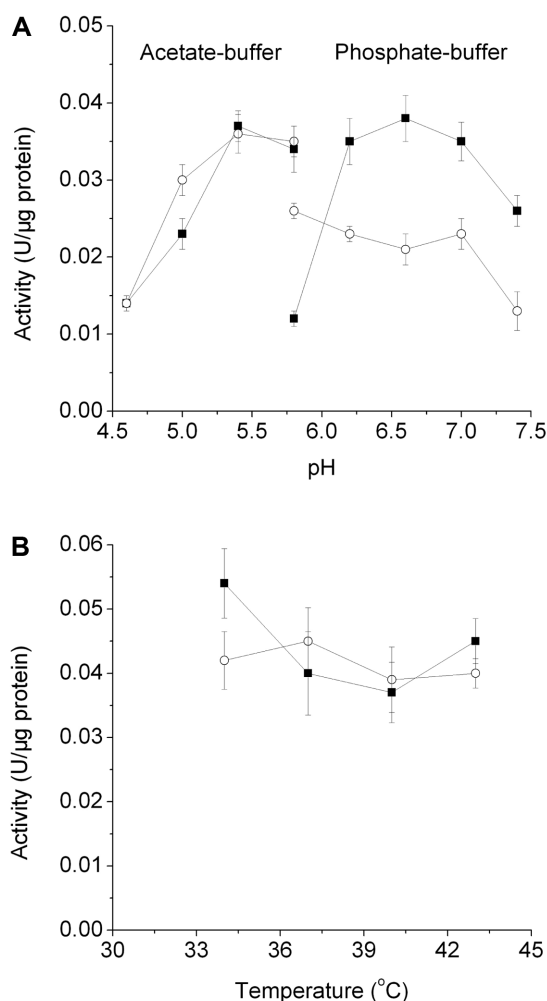 A
Acetate-buffer Phosphate-buffer
Activity (U/µg protein)
0.05
0.04
0.03
0.02
0.01
0.00
4.5 5.0 5.5 6.0 6.5 7.0 7.5
pH
B
Activity (U/µg protein)
0.06
0.05
0.04
0.03
0.02
0.01
0.00
30 33 36 39 42 45
Temperature (°C)